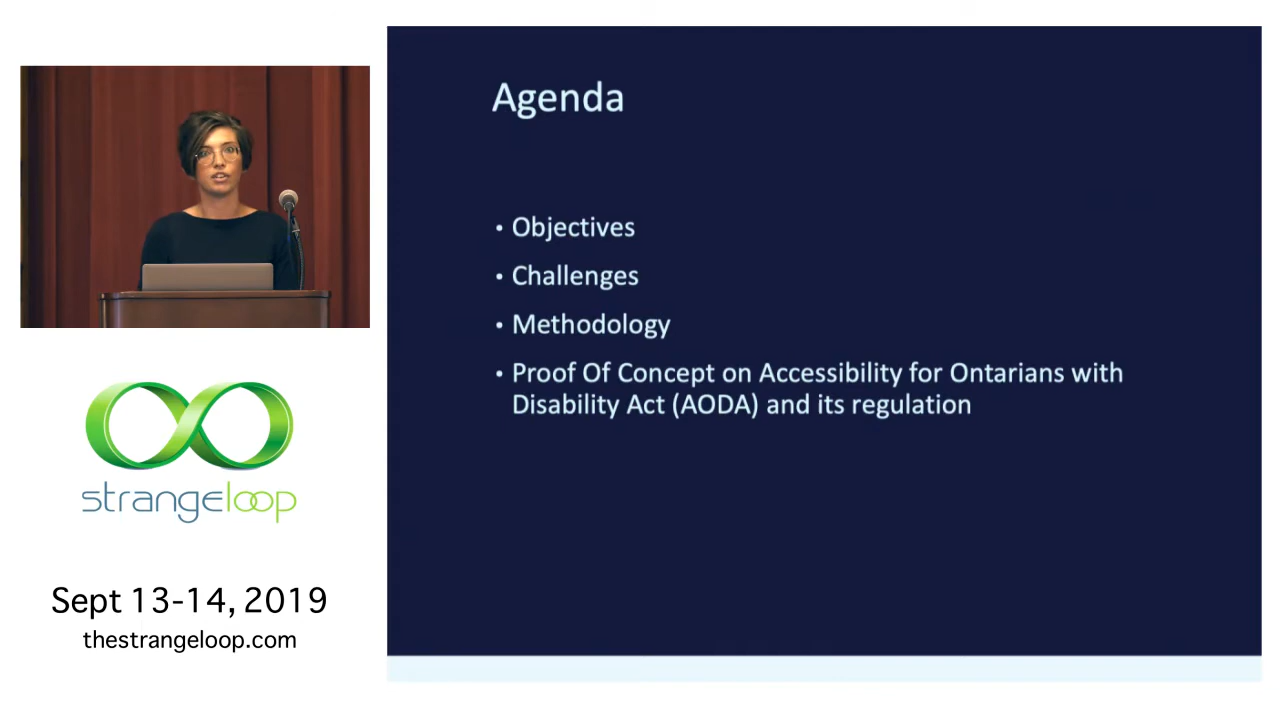 Agenda
• Objectives
• Challenges
• Methodology
• Proof Of Concept on Accessibility for Ontarians with
Disability Act (AODA) and its regulation
strangeloop
Sept 13-14, 2019
thestrangeloop.com